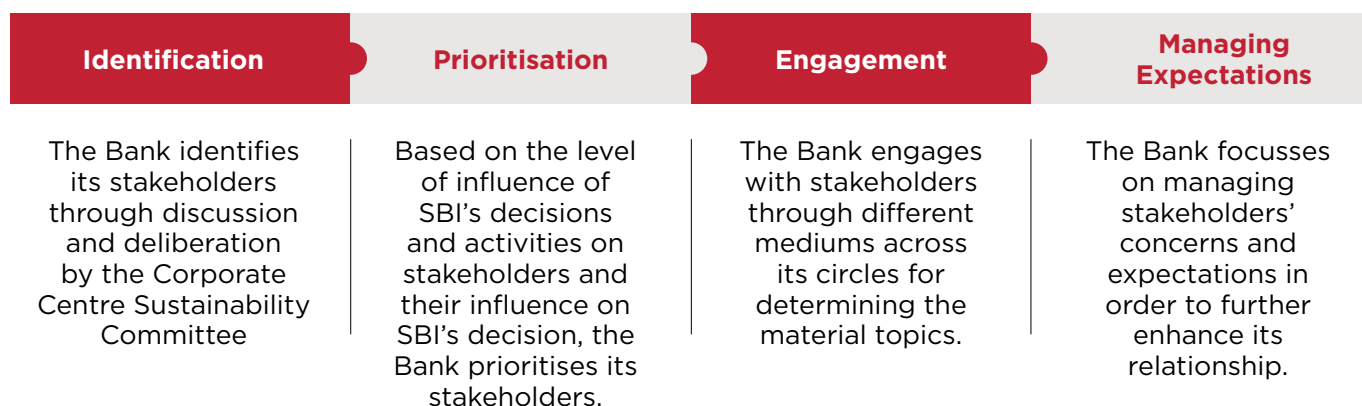 Identification
Prioritisation
Engagement
Managing
Expectations
The Bank identifies
its stakeholders
through discussion
and deliberation
by the Corporate
Centre Sustainability
Committee
Based on the level
of influence of
SBI's decisions
and activities on
stakeholders and
their influence on
SBI's decision, the
Bank prioritises its
stakeholders.
The Bank engages
with stakeholders
through different
mediums across
its circles for
determining the
material topics.
The Bank focusses
on managing
stakeholders'
concerns and
expectations in
order to further
enhance its
relationship.